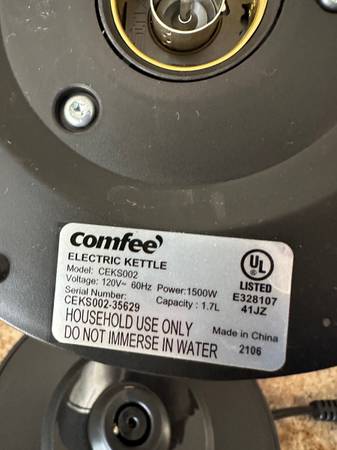 comfee'
ELECTRIC KETTLE
Model: CEKS002
Voltage: 120V~ 60Hz Power:1500W
Serial Number: Capacity : 1.7L
CEKS002-35629
HOUSEHOLD USE ONLY
DO NOT IMMERSE IN WATER
UL
LISTED
E328107
41JZ
Made in China
2106